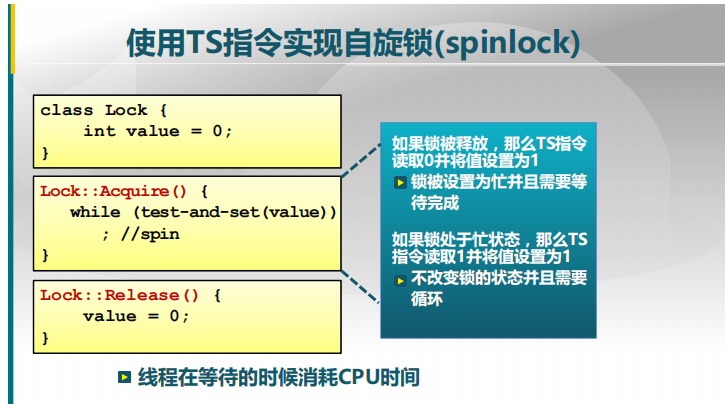 使用TS指令实现自旋锁(spinlock)
class Lock {
int value = 0;
}
Lock::Acquire() {
while (test-and-set(value))
; //spin
}
Lock::Release() {
value = 0;
}
如果锁被释放，那么TS指令
读取0并将值设置为1
锁被设置为忙并且需要等
待完成
如果锁处于忙状态，那么TS
指令读取1并将值设置为1
不改变锁的状态并且需要
循环
线程在等待的时候消耗CPU时间